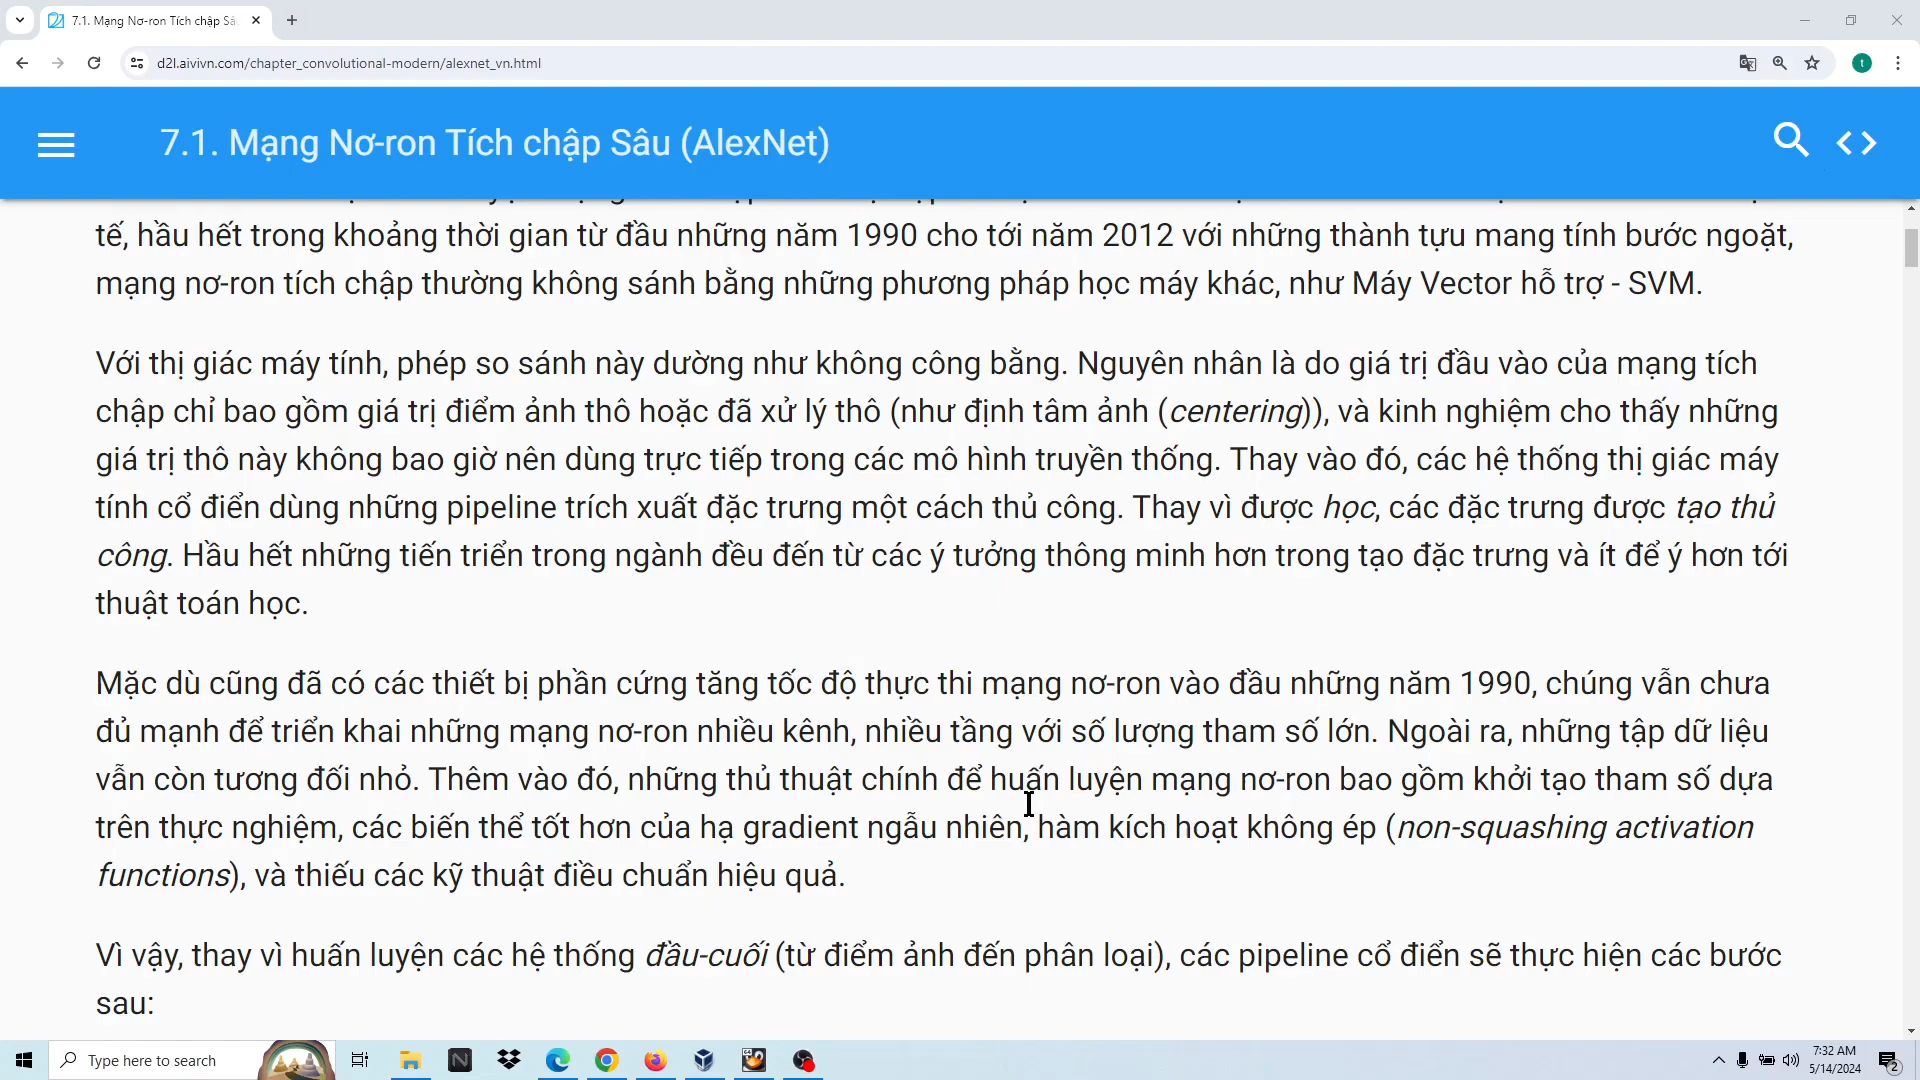 7.1. Mạng Nơ-ron Tích chập Sâ
d2l.aivivn.com/chapter_convolutional-modern/alexnet_vn.html
t
7.1. Mạng Nơ-ron Tích chập Sâu (AlexNet)
tế, hầu hết trong khoảng thời gian từ đầu những năm 1990 cho tới năm 2012 với những thành tựu mang tính bước ngoặt,
mạng nơ-ron tích chập thường không sánh bằng những phương pháp học máy khác, như Máy Vector hỗ trợ - SVM.
Với thị giác máy tính, phép so sánh này dường như không công bằng. Nguyên nhân là do giá trị đầu vào của mạng tích
chập chỉ bao gồm giá trị điểm ảnh thô hoặc đã xử lý thô (như định tâm ảnh (centering)), và kinh nghiệm cho thấy những
giá trị thô này không bao giờ nên dùng trực tiếp trong các mô hình truyền thống. Thay vào đó, các hệ thống thị giác máy
tính cổ điển dùng những pipeline trích xuất đặc trưng một cách thủ công. Thay vì được học, các đặc trưng được tạo thủ
công. Hầu hết những tiến triển trong ngành đều đến từ các ý tưởng thông minh hơn trong tạo đặc trưng và ít để ý hơn tới
thuật toán học.
Mặc dù cũng đã có các thiết bị phần cứng tăng tốc độ thực thi mạng nơ-ron vào đầu những năm 1990, chúng vẫn chưa
đủ mạnh để triển khai những mạng nơ-ron nhiều kênh, nhiều tầng với số lượng tham số lớn. Ngoài ra, những tập dữ liệu
vẫn còn tương đối nhỏ. Thêm vào đó, những thủ thuật chính để huấn luyện mạng nơ-ron bao gồm khởi tạo tham số dựa
trên thực nghiệm, các biến thể tốt hơn của hạ gradient ngẫu nhiên, hàm kích hoạt không ép (non-squashing activation
functions), và thiếu các kỹ thuật điều chuẩn hiệu quả.
Vì vậy, thay vì huấn luyện các hệ thống đầu-cuối (từ điểm ảnh đến phân loại), các pipeline cổ điển sẽ thực hiện các bước
sau:
Type here to search
7:32 AM
5/14/2024
2